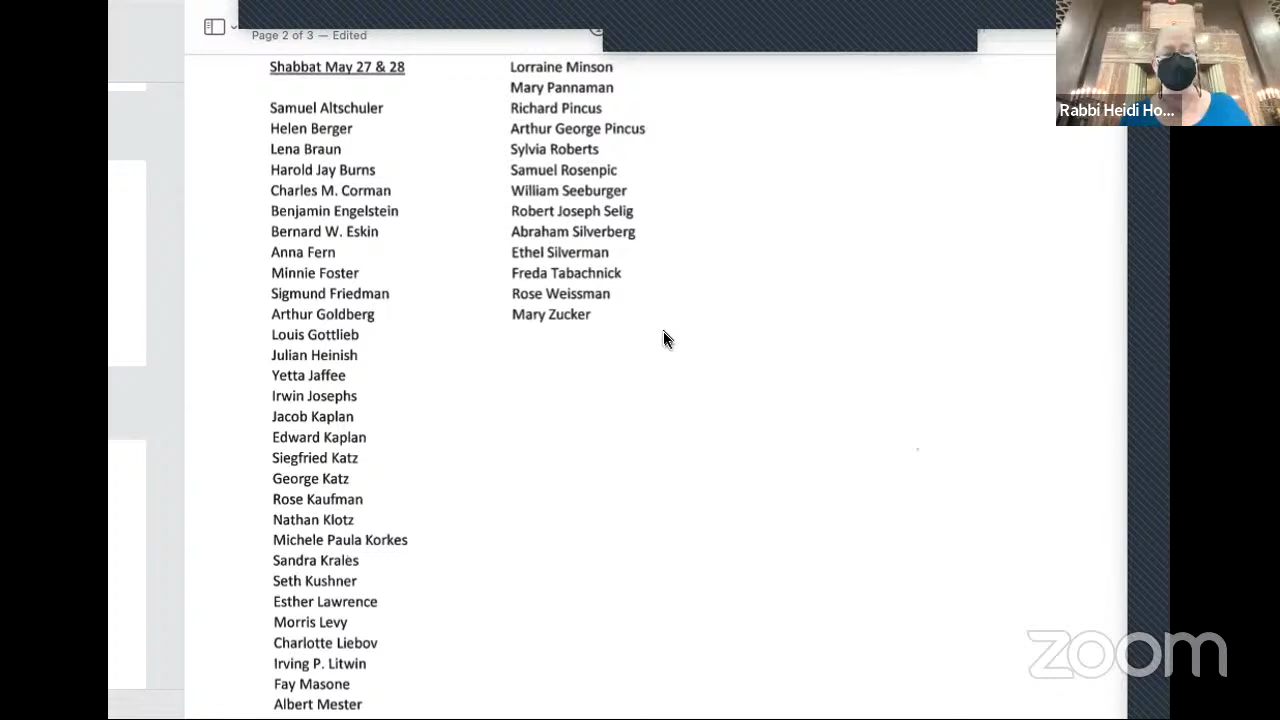 Page 2 of 3 — Edited
Shabbat May 27 & 28
Samuel Altschuler
Helen Berger
Lena Braun
Harold Jay Burns
Charles M. Corman
Benjamin Engelstein
Bernard W. Eskin
Anna Fern
Minnie Foster
Sigmund Friedman
Arthur Goldberg
Louis Gottlieb
Julian Heinish
Yetta Jaffee
Irwin Josephs
Jacob Kaplan
Edward Kaplan
Siegfried Katz
George Katz
Rose Kaufman
Nathan Klotz
Michele Paula Korkes
Sandra Krales
Seth Kushner
Esther Lawrence
Morris Levy
Charlotte Liebov
Irving P. Litwin
Fay Masone
Albert Mester
Lorraine Minson
Mary Pannaman
Richard Pincus
Arthur George Pincus
Sylvia Roberts
Samuel Rosenpic
William Seeburger
Robert Joseph Selig
Abraham Silverberg
Ethel Silverman
Freda Tabachnick
Rose Weissman
Mary Zucker
Rabbi Heidi Ho...
zoom